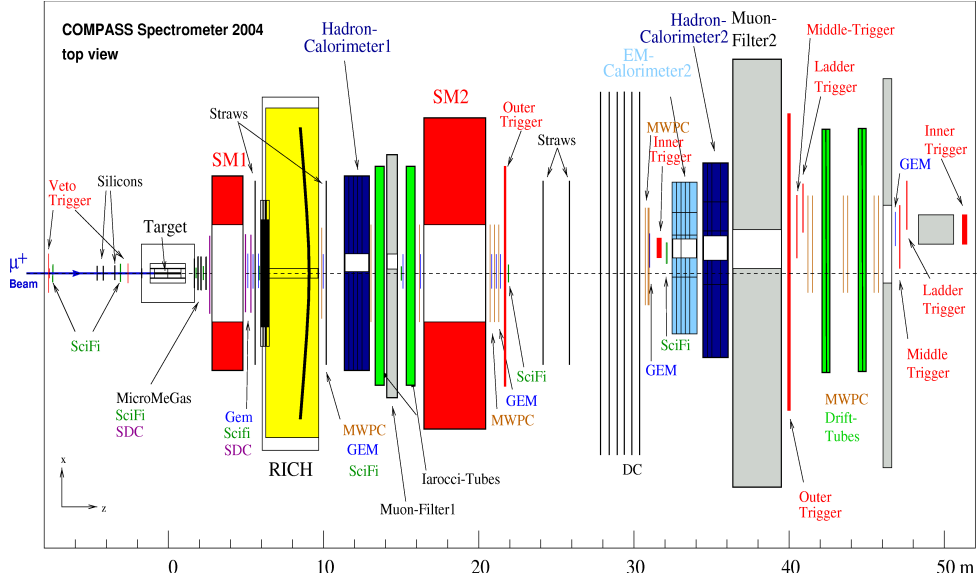 COMPASS Spectrometer 2004
top view
Hadron-
Calorimeter1
SM2
Outer
Trigger
Straws
EM-
Calorimeter2
Hadron-
Calorimeter2
Muon-
Filter2
Middle-Trigger
Ladder
Trigger
Inner
Trigger
GEM
MWPC
Inner
Trigger
Straws
SM1
Veto
Trigger
Silicons
Target
μ+
Beam
SciFi
MicroMeGas
SciFi
SDC
Gem
Scifi
SDC
RICH
MWPC
GEM
SciFi
Iarocci-Tubes
Muon-Filter1
SciFi
GEM
MWPC
DC
SciFi
GEM
MWPC
Drift-
Tubes
Outer
Trigger
Ladder
Trigger
Middle
Trigger
x
z
0 10 20 30 40 50 m